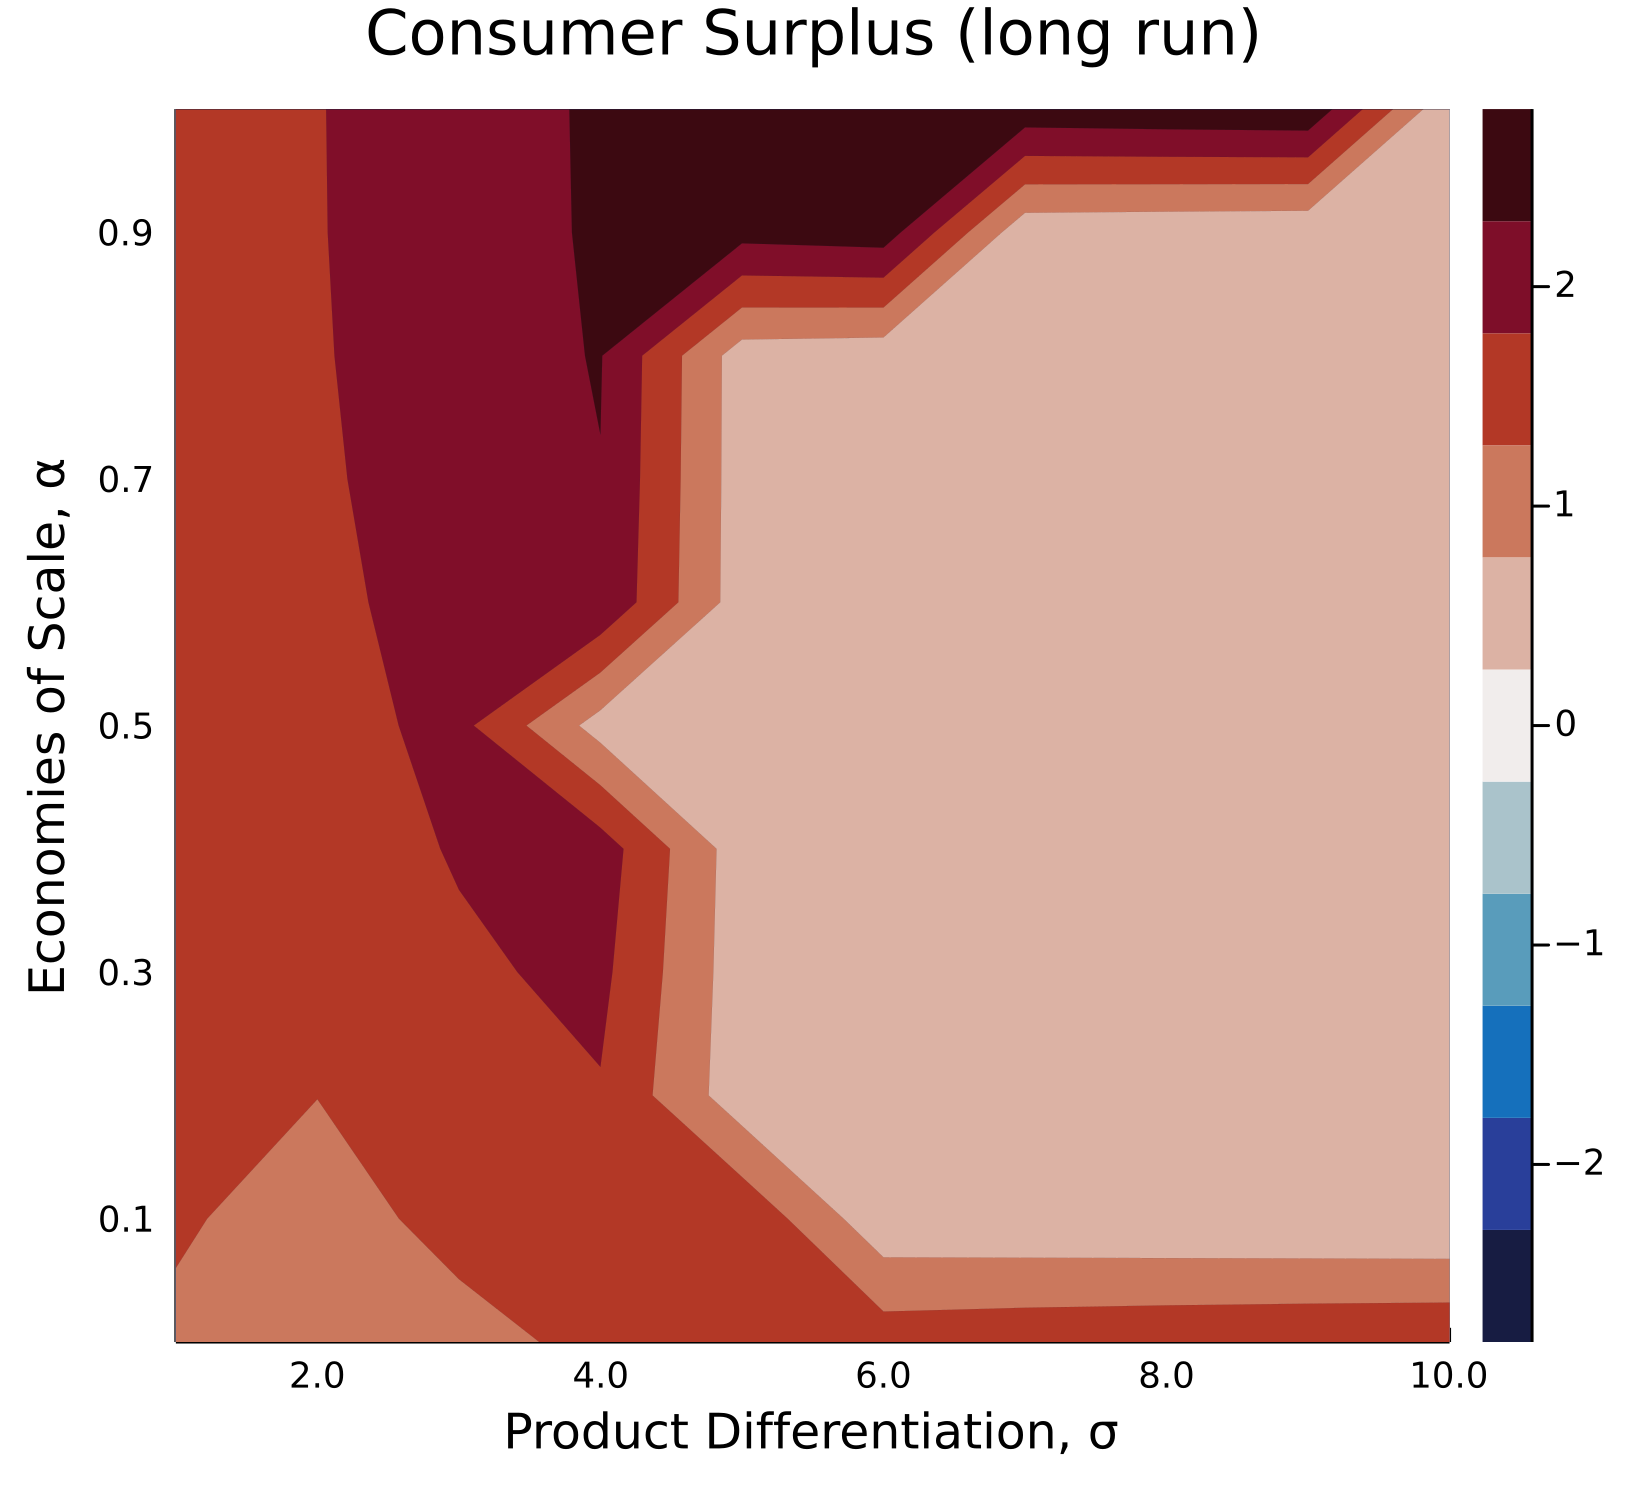 Consumer Surplus (long run)
Economies of Scale, α
0.9
0.7
0.5
0.3
0.1
2.0 4.0 6.0 8.0 10.0
Product Differentiation, σ
2
1
0
−1
−2